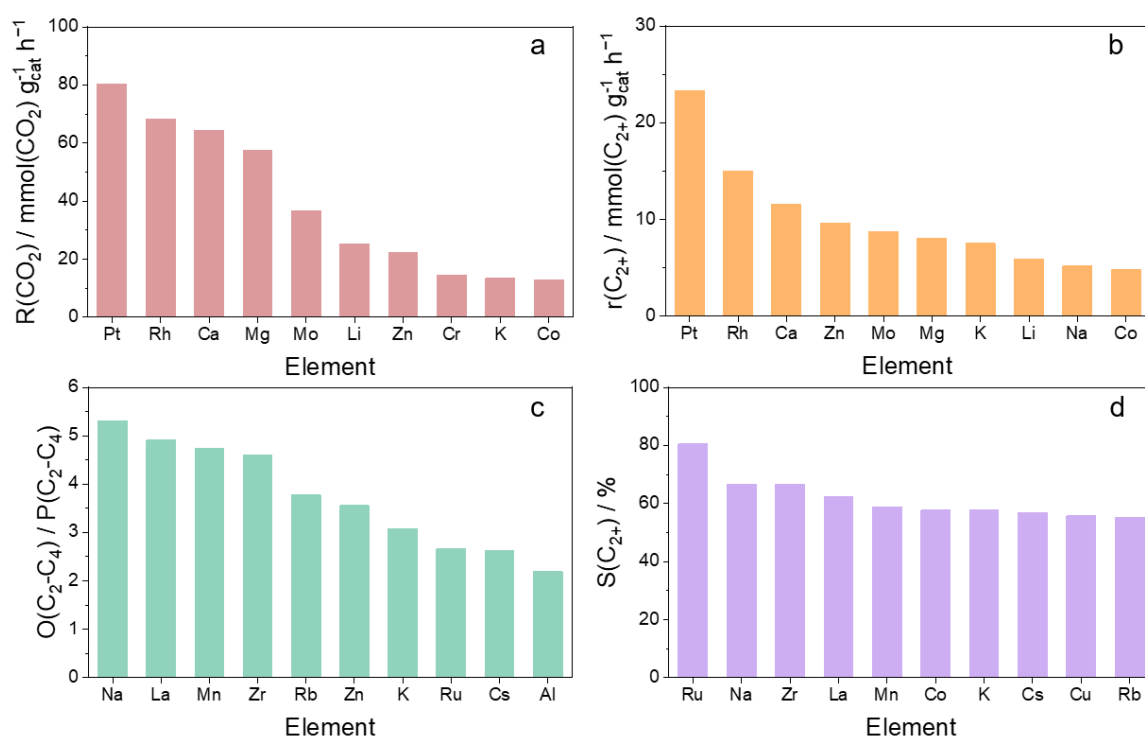 a
R(CO₂) / mmol(CO₂) g⁻¹cat h⁻¹
100
80
60
40
20
0
Pt Rh Ca Mg Mo Li Zn Cr K Co
Element
b
r(C₂₊) / mmol(C₂₊) g⁻¹cat h⁻¹
30
20
10
0
Pt Rh Ca Zn Mo Mg K Li Na Co
Element
c
O(C₂-C₄) / P(C₂-C₄)
6
5
4
3
2
1
0
Na La Mn Zr Rb Zn K Ru Cs Al
Element
d
S(C₂₊) / %
100
80
60
40
20
0
Ru Na Zr La Mn Co K Cs Cu Rb
Element